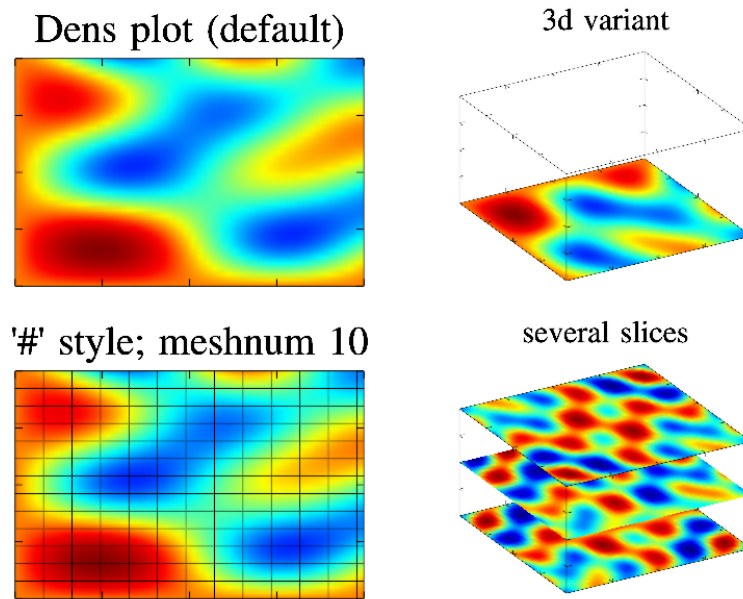 Dens plot (default)
3d variant
'#' style; meshnum 10
several slices